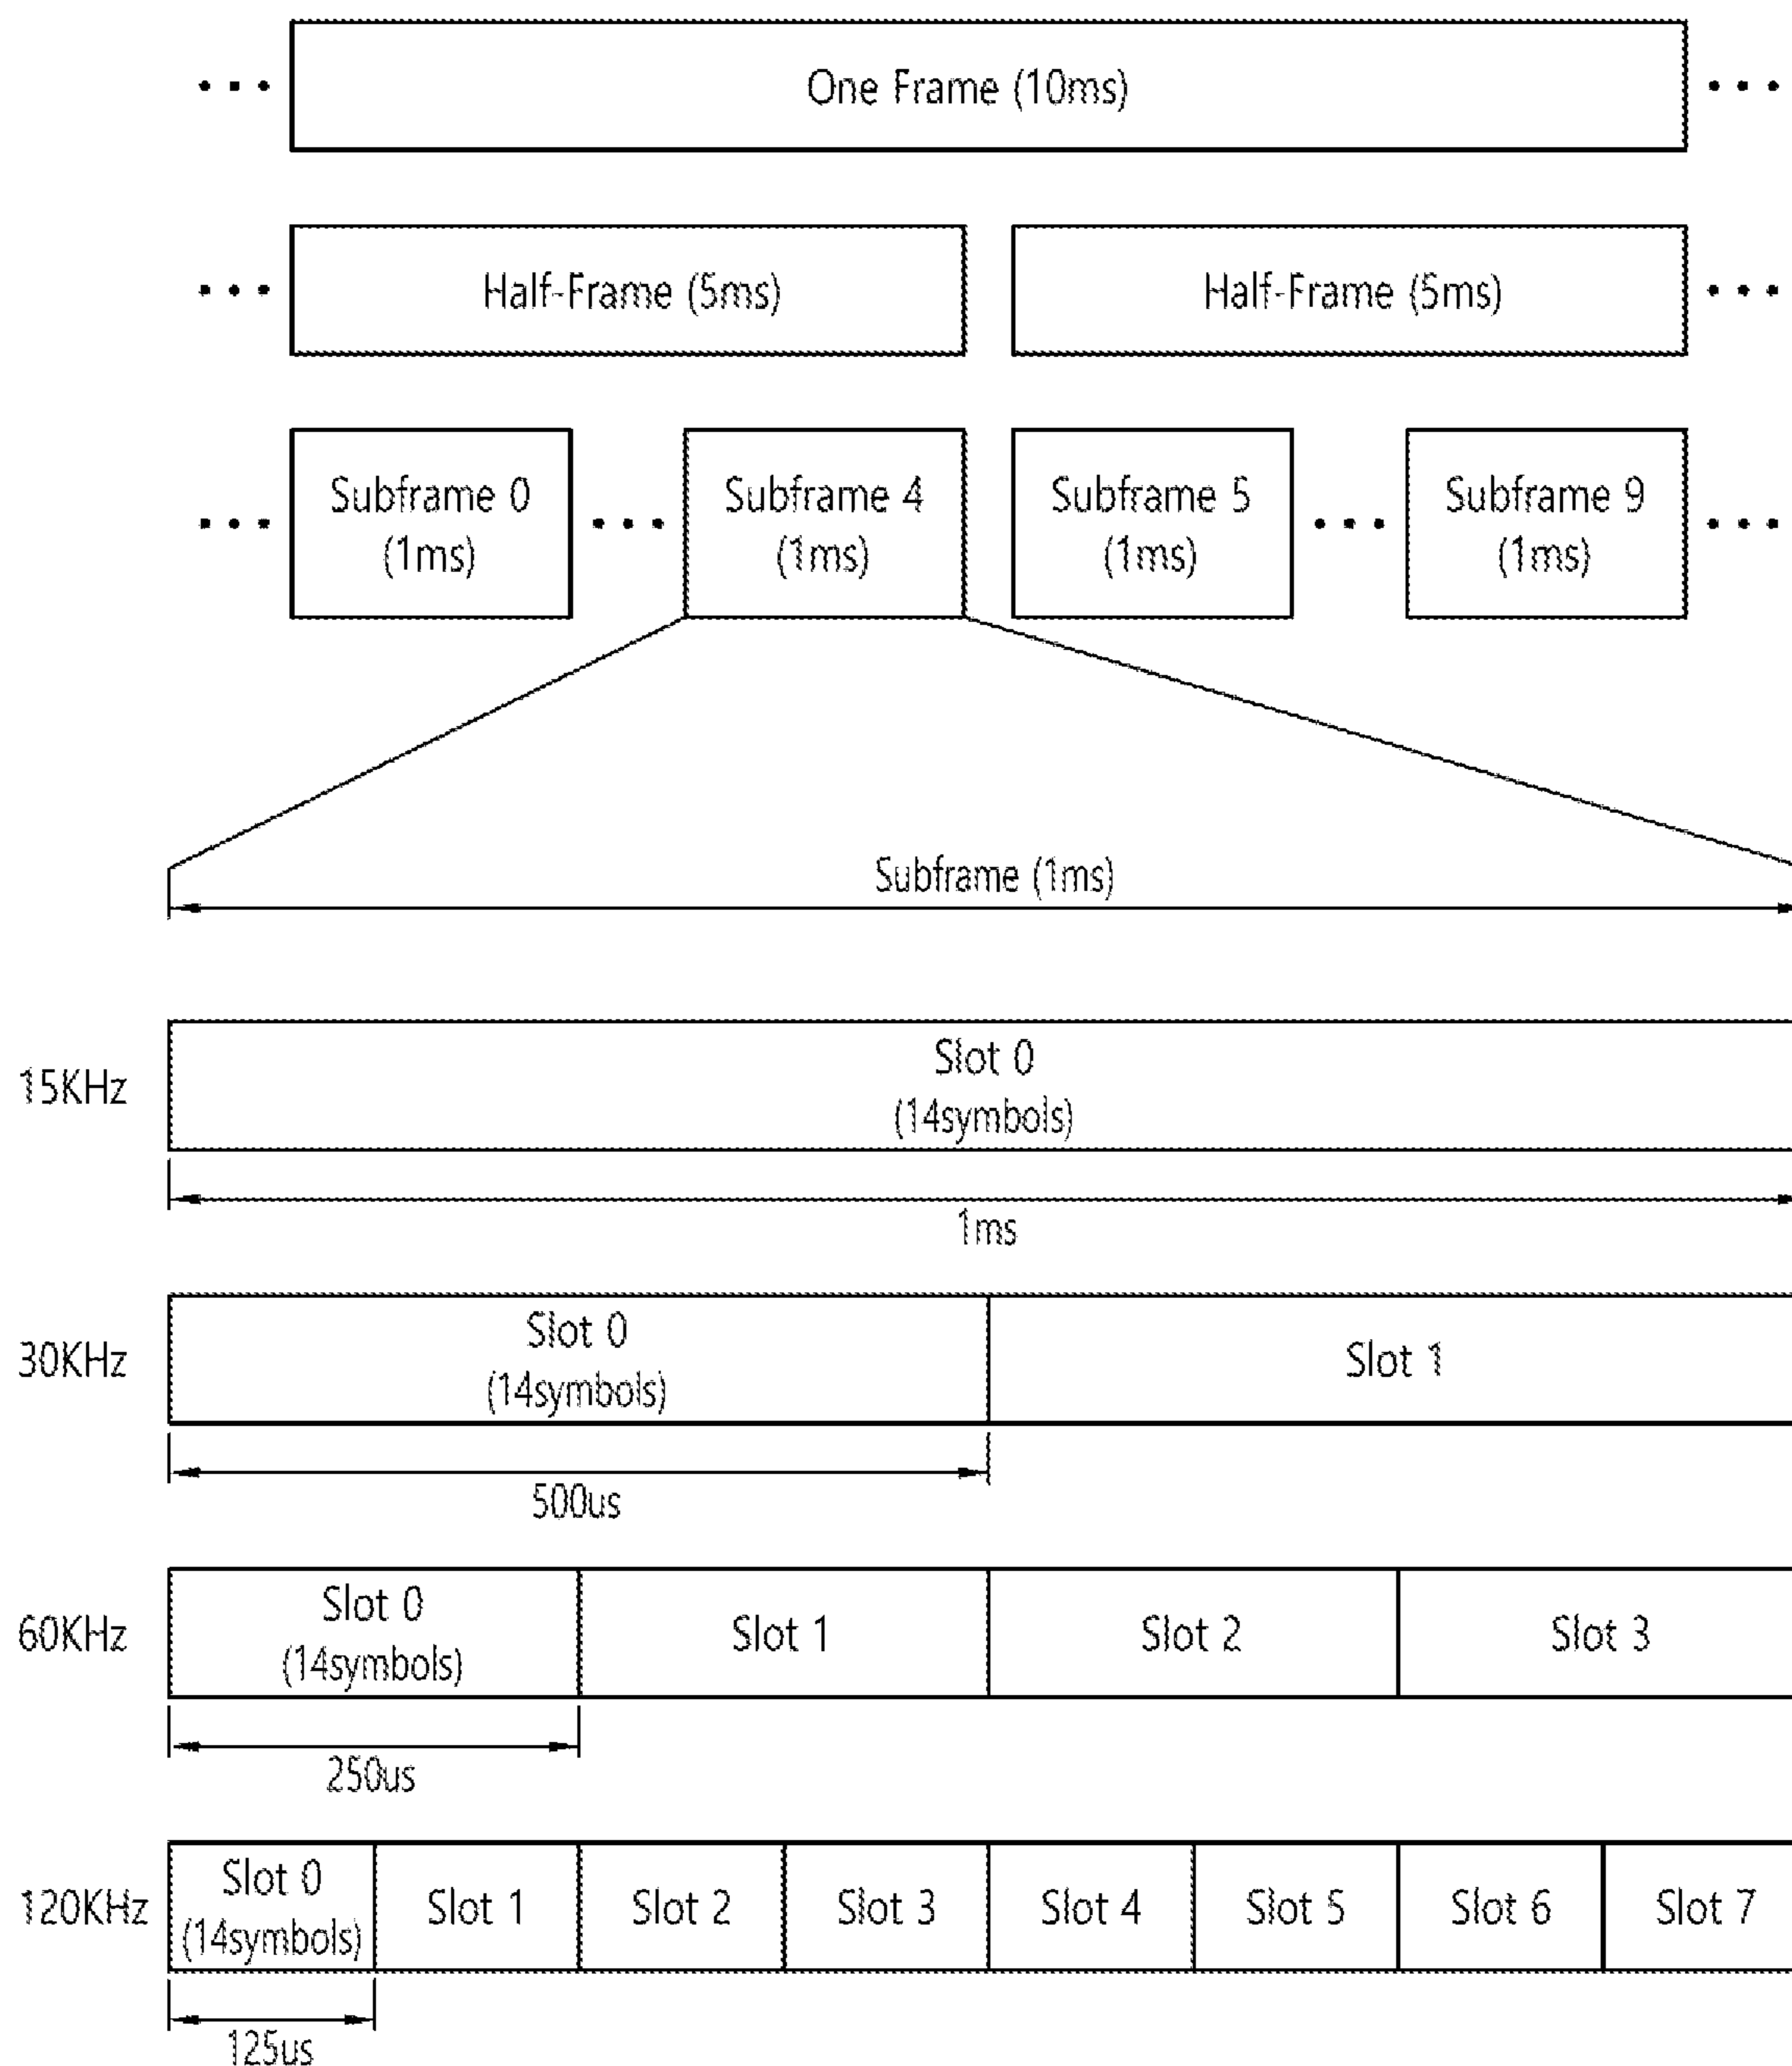 One Frame (10ms)
Half-Frame (5ms) Half-Frame (5ms)
Subframe 0 Subframe 4 Subframe 5 Subframe 9
(1ms) (1ms) (1ms) (1ms)
Subframe (1ms)
15KHz
Slot 0
(14symbols)
1ms
30KHz
Slot 0
(14symbols)
Slot 1
500us
60KHz
Slot 0
(14symbols)
Slot 1
Slot 2
Slot 3
250us
120KHz
Slot 0
(14symbols)
Slot 1
Slot 2
Slot 3
Slot 4
Slot 5
Slot 6
Slot 7
125us